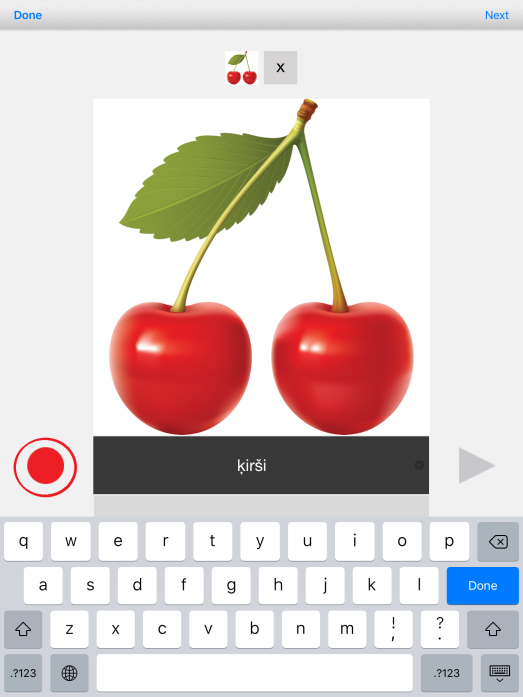 Done Next
x
ķirši
q w e r t y u i o p
a s d f g h j k l Done
z x c v b n m ! , ? .
.?123 .?123